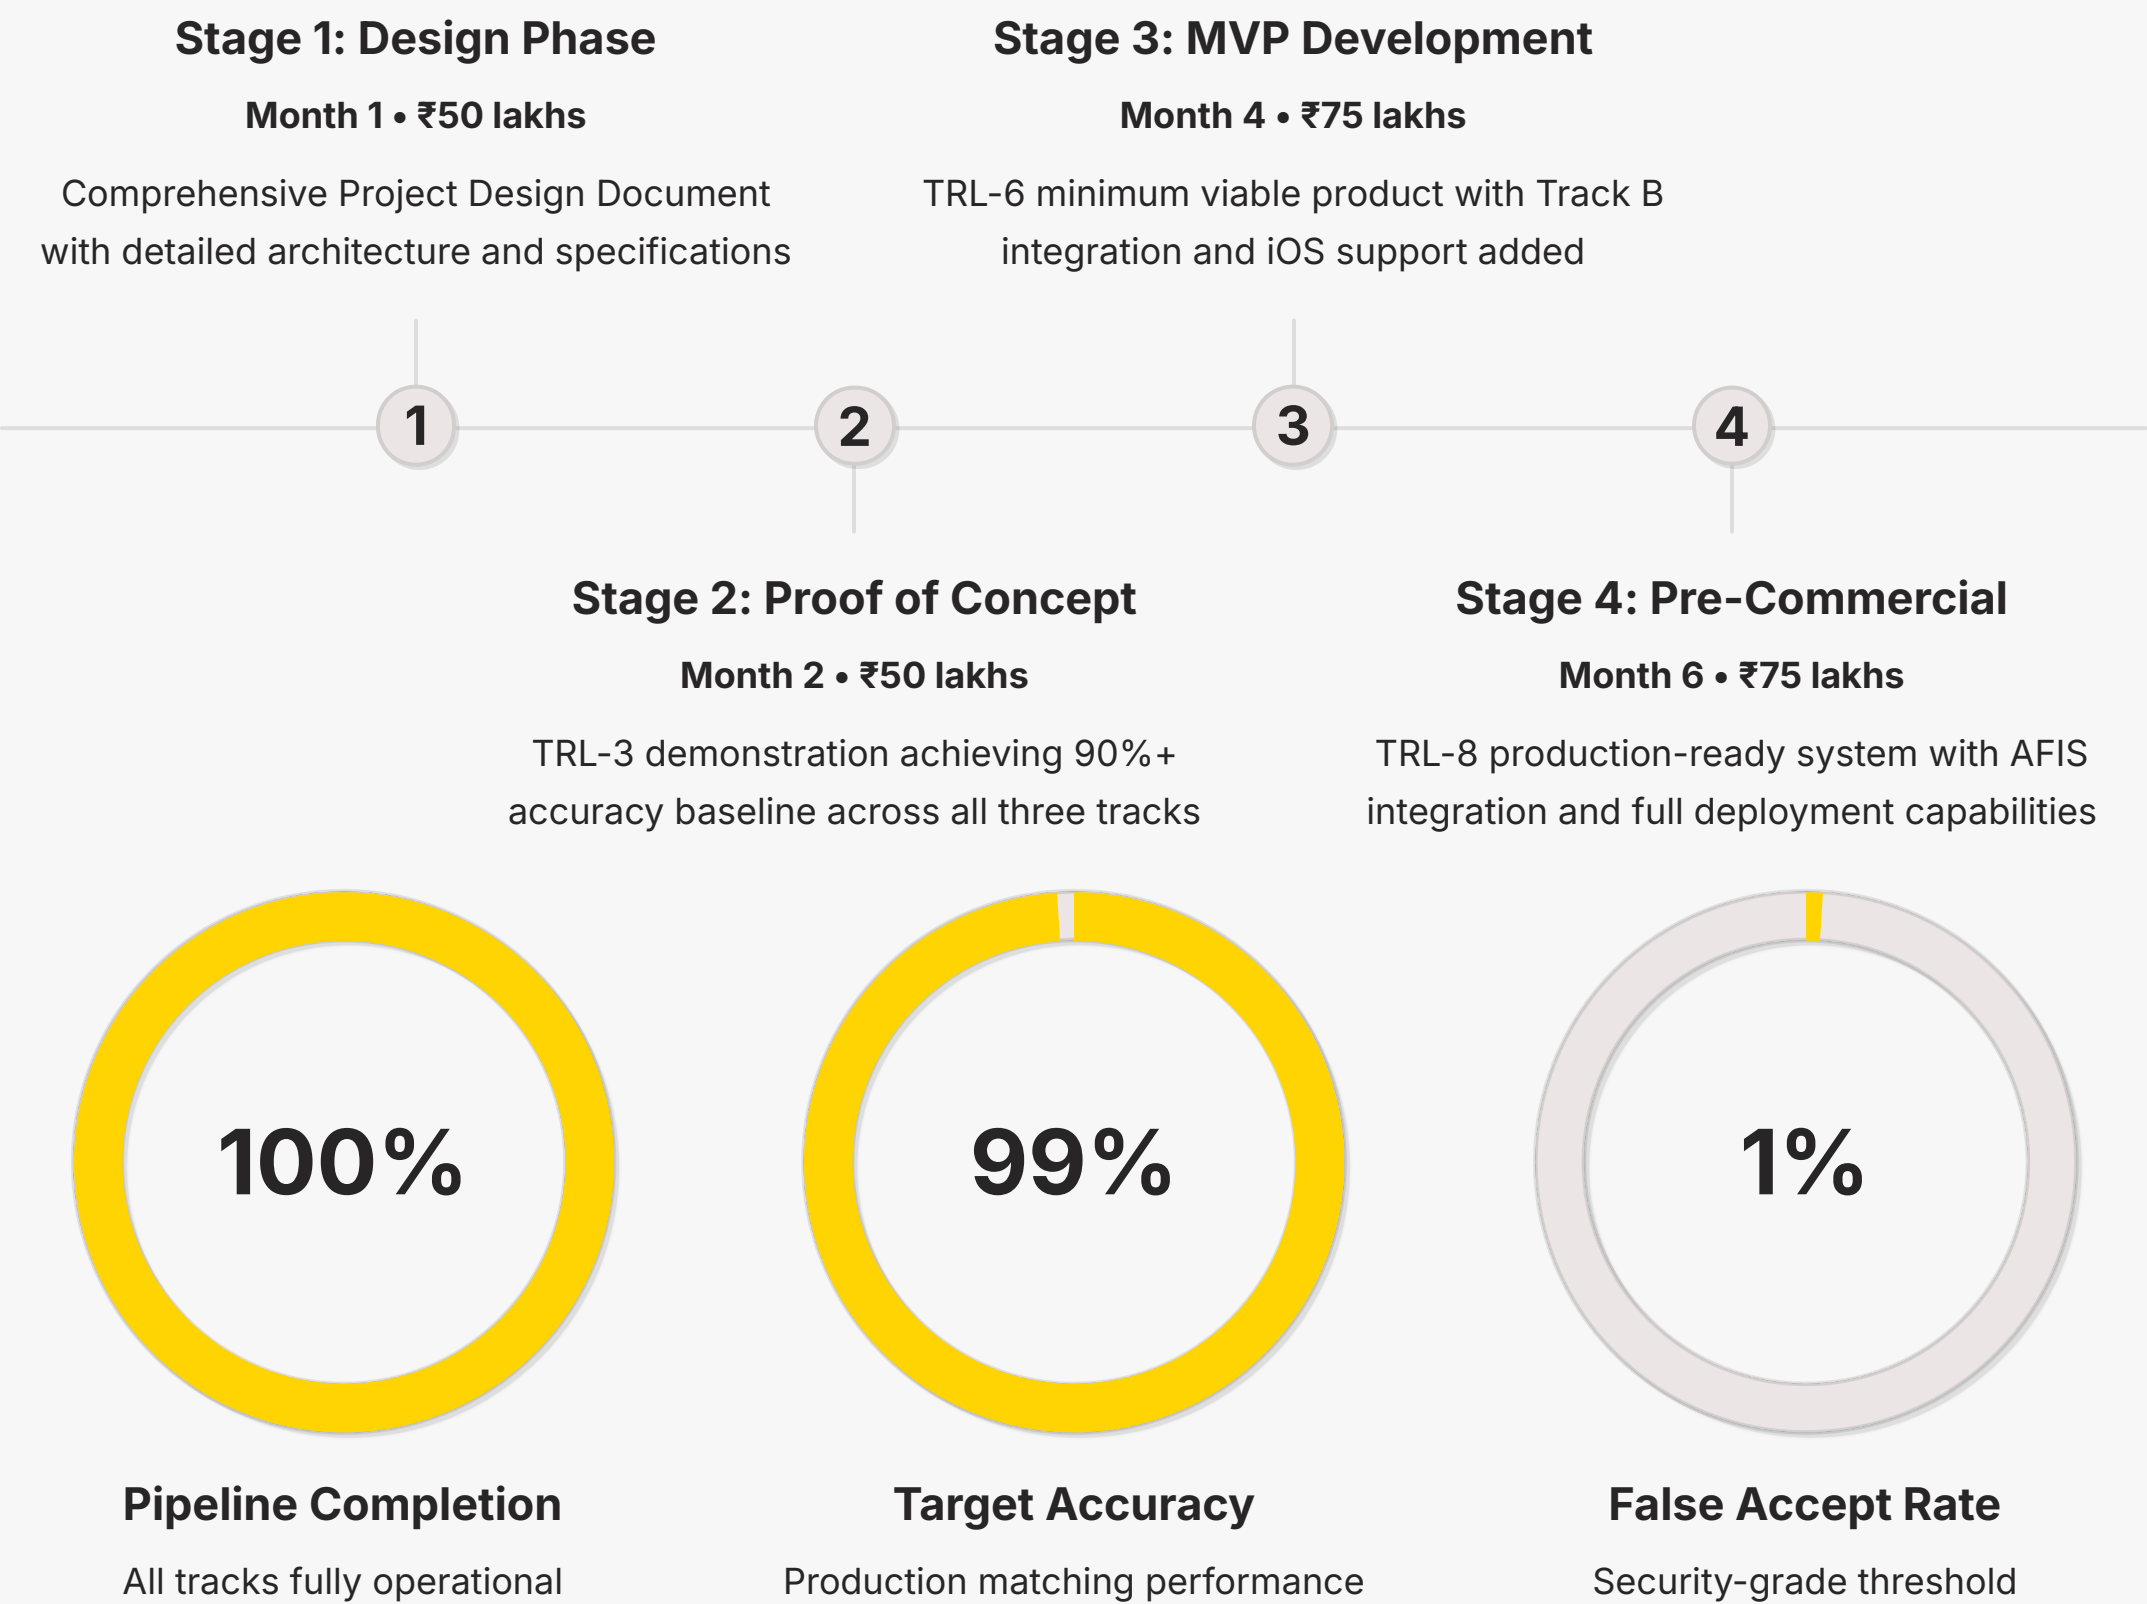 Stage 1: Design Phase
Month 1 • ₹50 lakhs
Comprehensive Project Design Document
with detailed architecture and specifications
Stage 3: MVP Development
Month 4 • ₹75 lakhs
TRL-6 minimum viable product with Track B
integration and iOS support added
1
2
3
4
Stage 2: Proof of Concept
Month 2 • ₹50 lakhs
TRL-3 demonstration achieving 90%+
accuracy baseline across all three tracks
Stage 4: Pre-Commercial
Month 6 • ₹75 lakhs
TRL-8 production-ready system with AFIS
integration and full deployment capabilities
100%
Pipeline Completion
All tracks fully operational
99%
Target Accuracy
Production matching performance
1%
False Accept Rate
Security-grade threshold